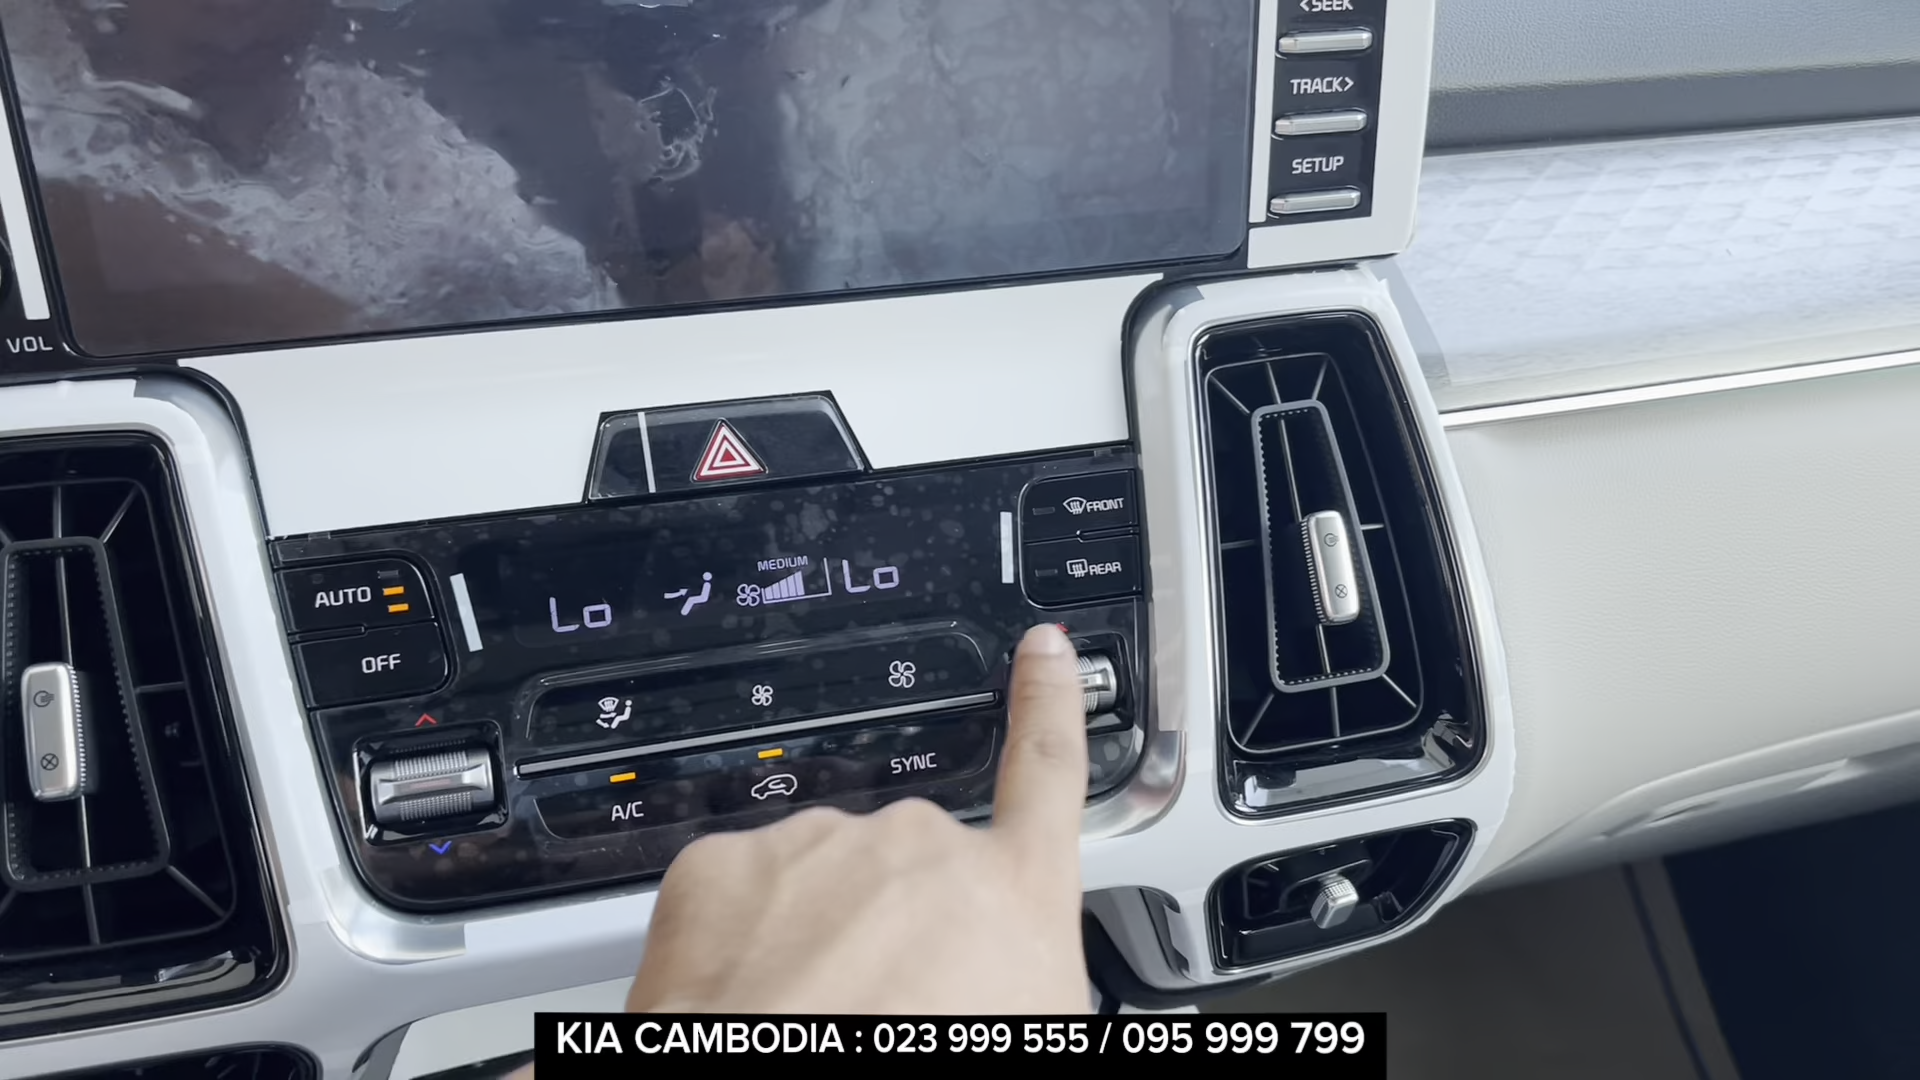 <SEEK
TRACK>
SETUP
VOL
FRONT
REAR
MEDIUM
AUTO
Lo
Lo
OFF
SYNC
A/C
KIA CAMBODIA : 023 999 555 / 095 999 799